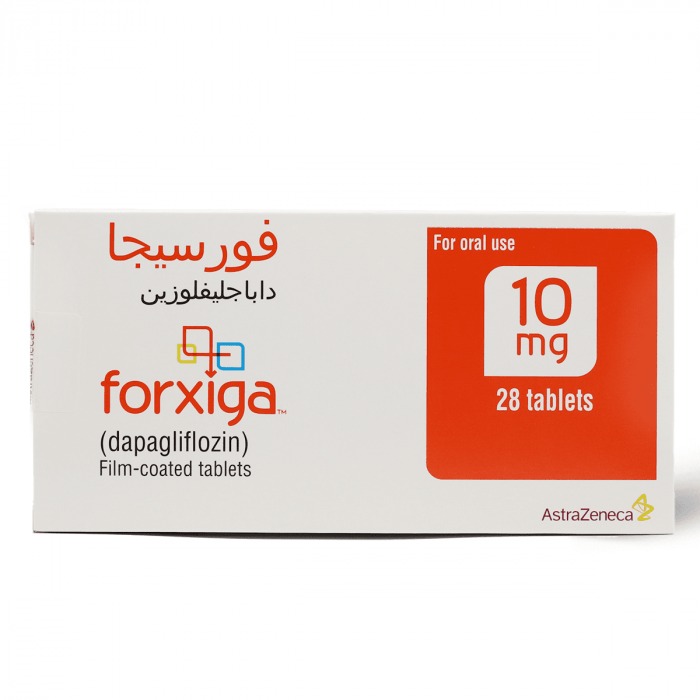 فورسيجا
داباجليفلوزين
forxiga™
(dapagliflozin)
Film-coated tablets
For oral use
10
mg
28 tablets
AstraZeneca